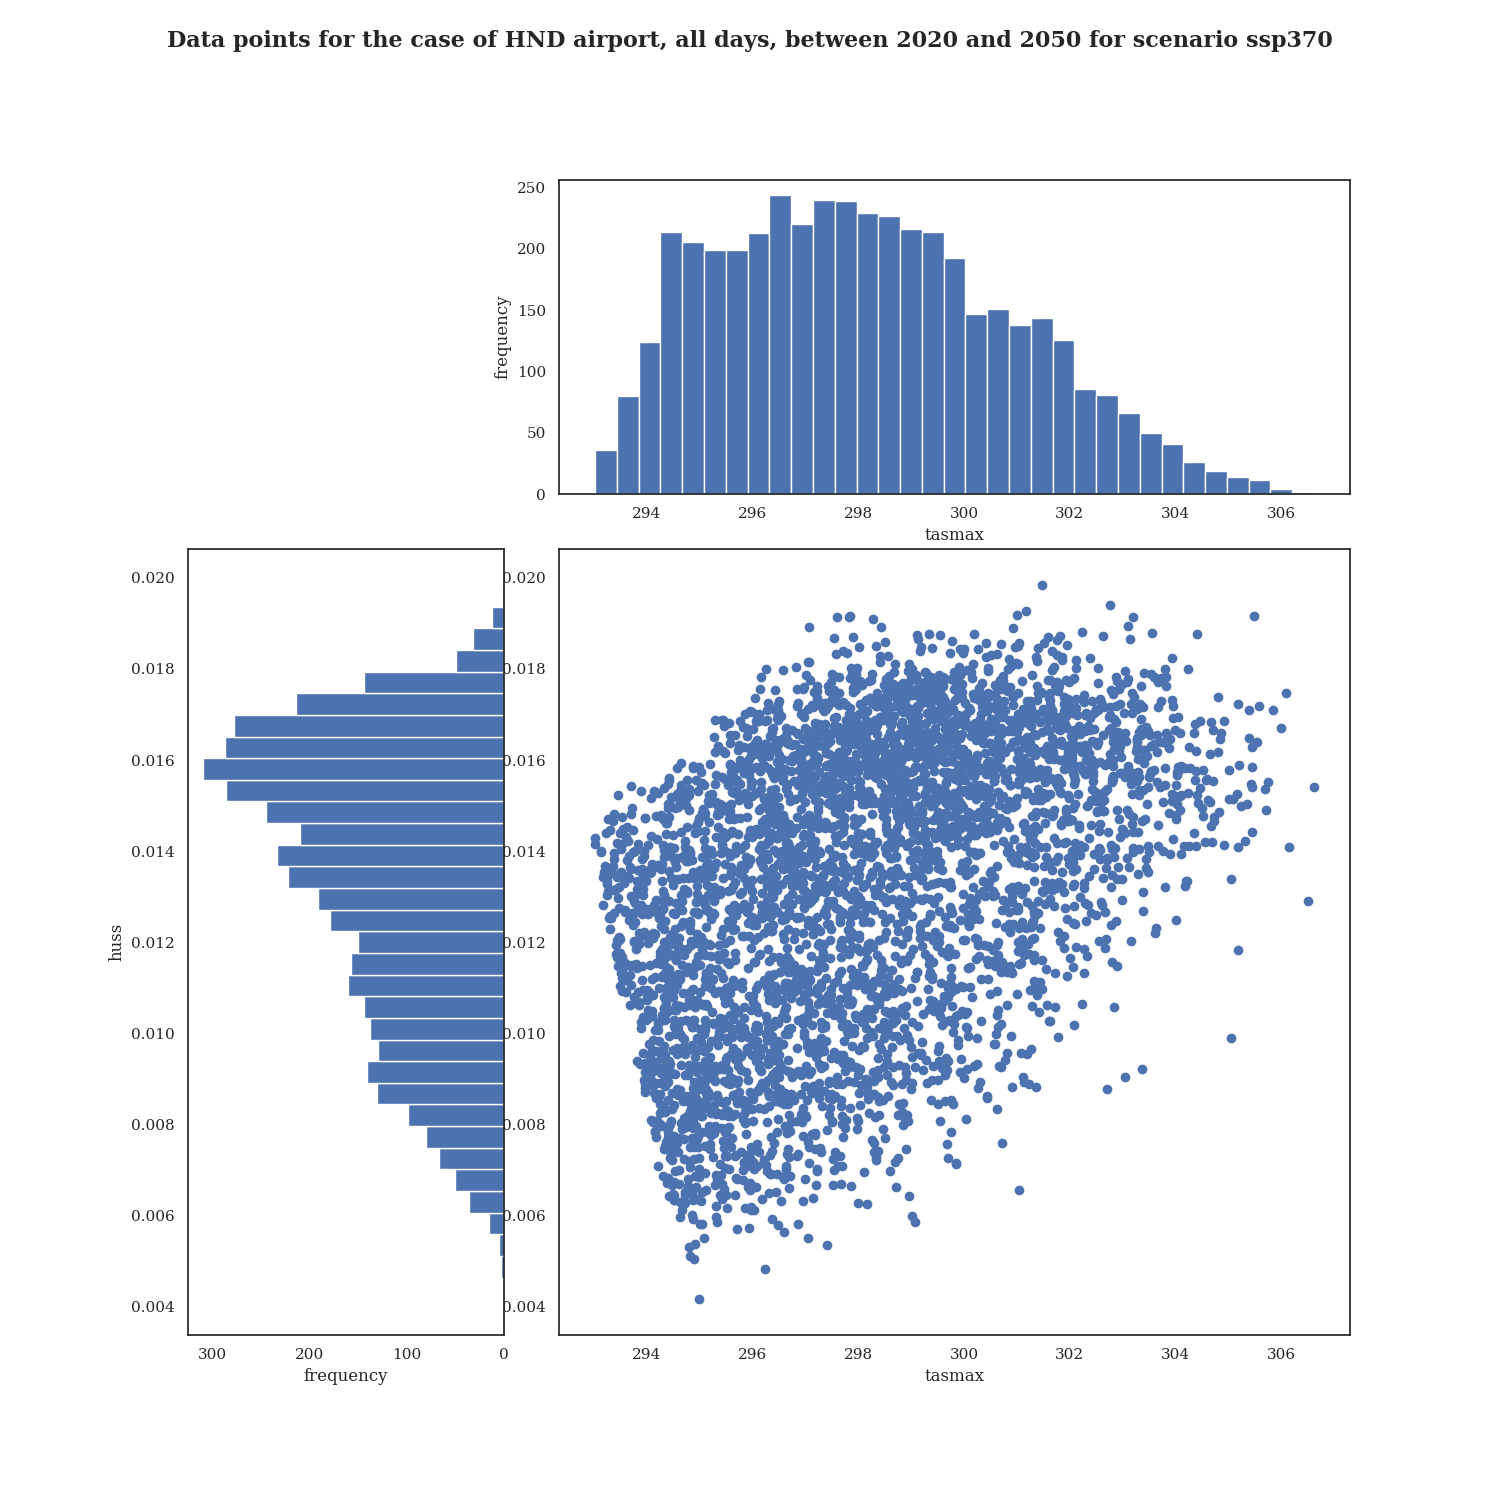 Data points for the case of HND airport, all days, between 2020 and 2050 for scenario ssp370
250
200
150
100
50
0
frequency
294 296 298 300 302 304 306
tasmax
0.020
0.018
0.016
0.014
0.012
0.010
0.008
0.006
0.004
huss
300 200 100 0
frequency
0.020
0.018
0.016
0.014
0.012
0.010
0.008
0.006
0.004
294 296 298 300 302 304 306
tasmax